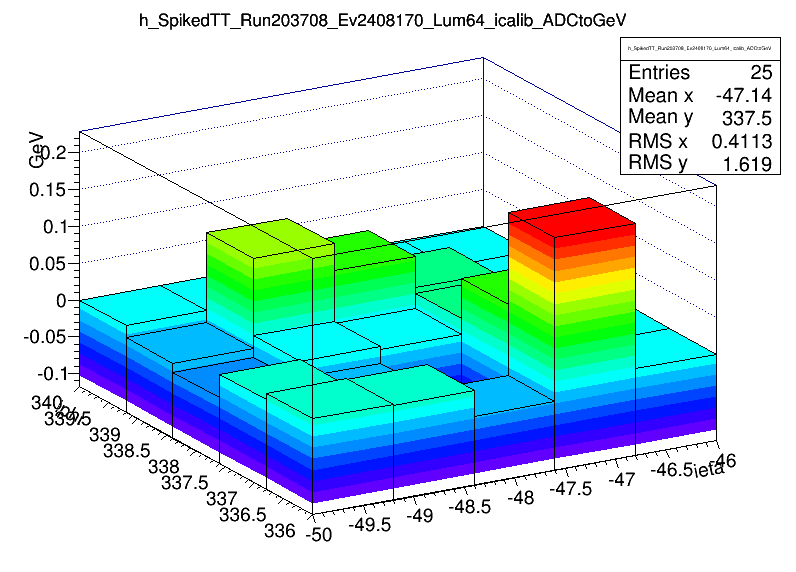 h_SpikedTT_Run203708_Ev2408170_Lum64_icalib_ADCtoGeV
h_SpikedTT_Run203708_Ev2408170_Lum64_icalib_ADCtoGeV
Entries 25
Mean x -47.14
Mean y 337.5
RMS x 0.4113
RMS y 1.619
GeV
0.2
0.15
0.1
0.05
0
-0.05
-0.1
340
339.5
339
338.5
338
337.5
337
336.5
336
iphi
-50
-49.5
-49
-48.5
-48
-47.5
-47
-46.5
-46
ieta